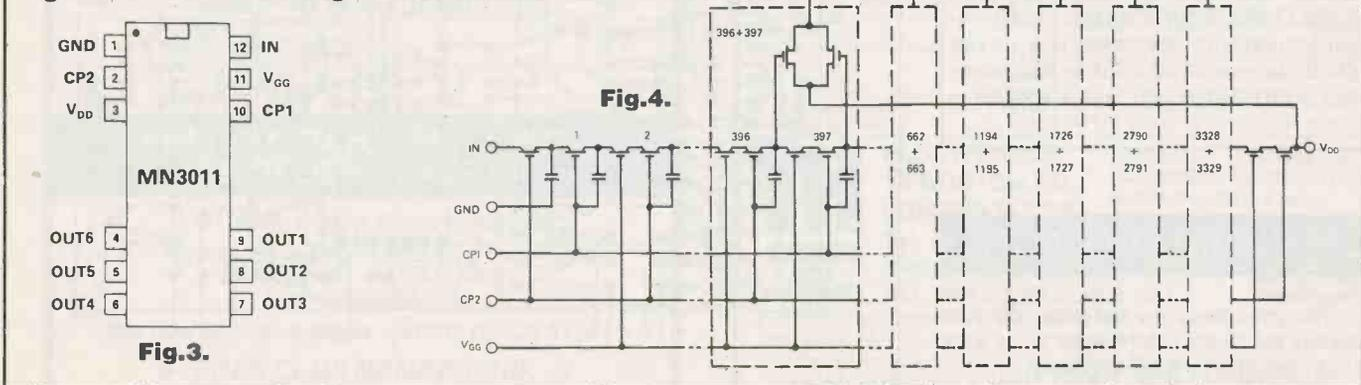 GND 1
CP2 2
VDD 3
12 IN
11 VGG
10 CP1
MN3011
OUT6 4
OUT5 5
OUT4 6
9 OUT1
8 OUT2
7 OUT3
Fig.3.
Fig.4.
396+397
IN
1
2
396
397
662
+
663
1194
+
1195
1726
+
1727
2790
+
2791
3328
+
3329
VDD
GND
CP1
CP2
VGG